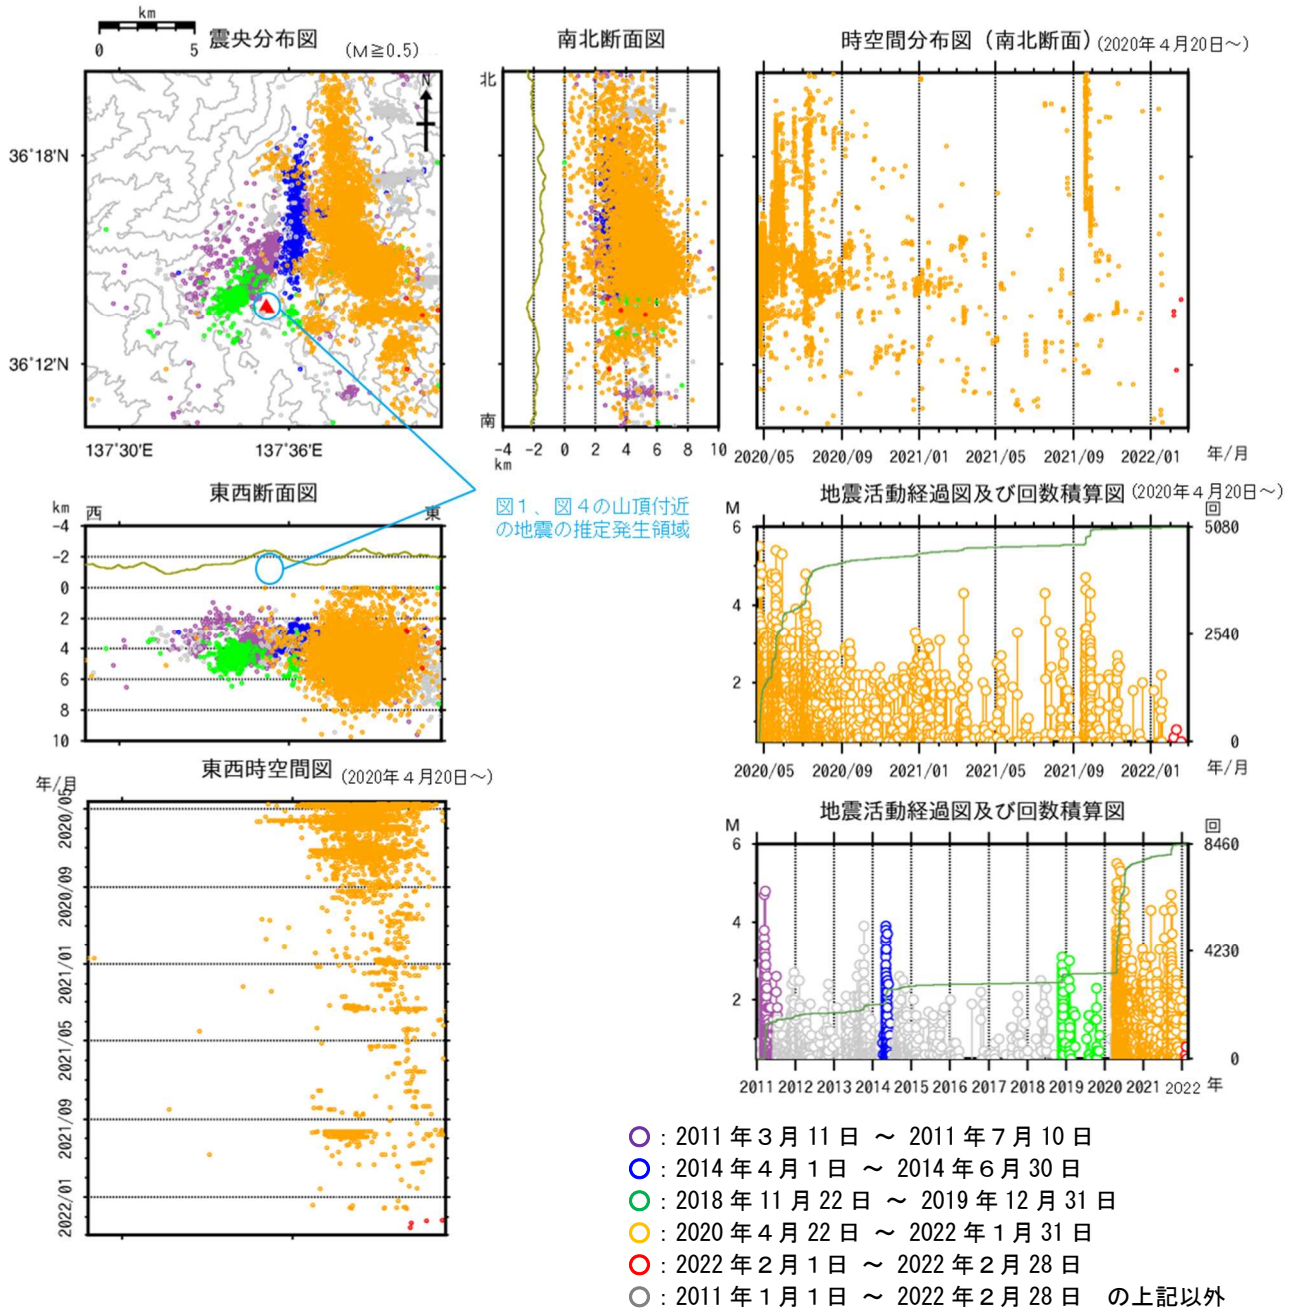 km
0 5
震央分布図 (M≧0.5)
N
36°18'N
36°12'N
137°30'E 137°36'E
南北断面図
北
南
-4 -2 0 2 4 6 8 10
km
時空間分布図(南北断面)(2020年4月20日~)
2020/05 2020/09 2021/01 2021/05 2021/09 2022/01 年/月
図1、図4の山頂付近
の地震の推定発生領域
東西断面図
km 西 東
-4
-2
0
2
4
6
8
10
地震活動経過図及び回数積算図(2020年4月20日~)
M 回
6 5080
4
2540
2
0
2020/05 2020/09 2021/01 2021/05 2021/09 2022/01 年/月
東西時空間図 (2020年4月20日~)
年/月
2020/05
2020/09
2021/01
2021/05
2021/09
2022/01
地震活動経過図及び回数積算図
M 回
6 8460
4
4230
2
0
2011 2012 2013 2014 2015 2016 2017 2018 2019 2020 2021 2022 年
:2011年3月11日 ~ 2011年7月10日
:2014年4月1日 ~ 2014年6月30日
:2018年11月22日 ~ 2019年12月31日
:2020年4月22日 ~ 2022年1月31日
:2022年2月1日 ~ 2022年2月28日
:2011年1月1日 ~ 2022年2月28日 の上記以外